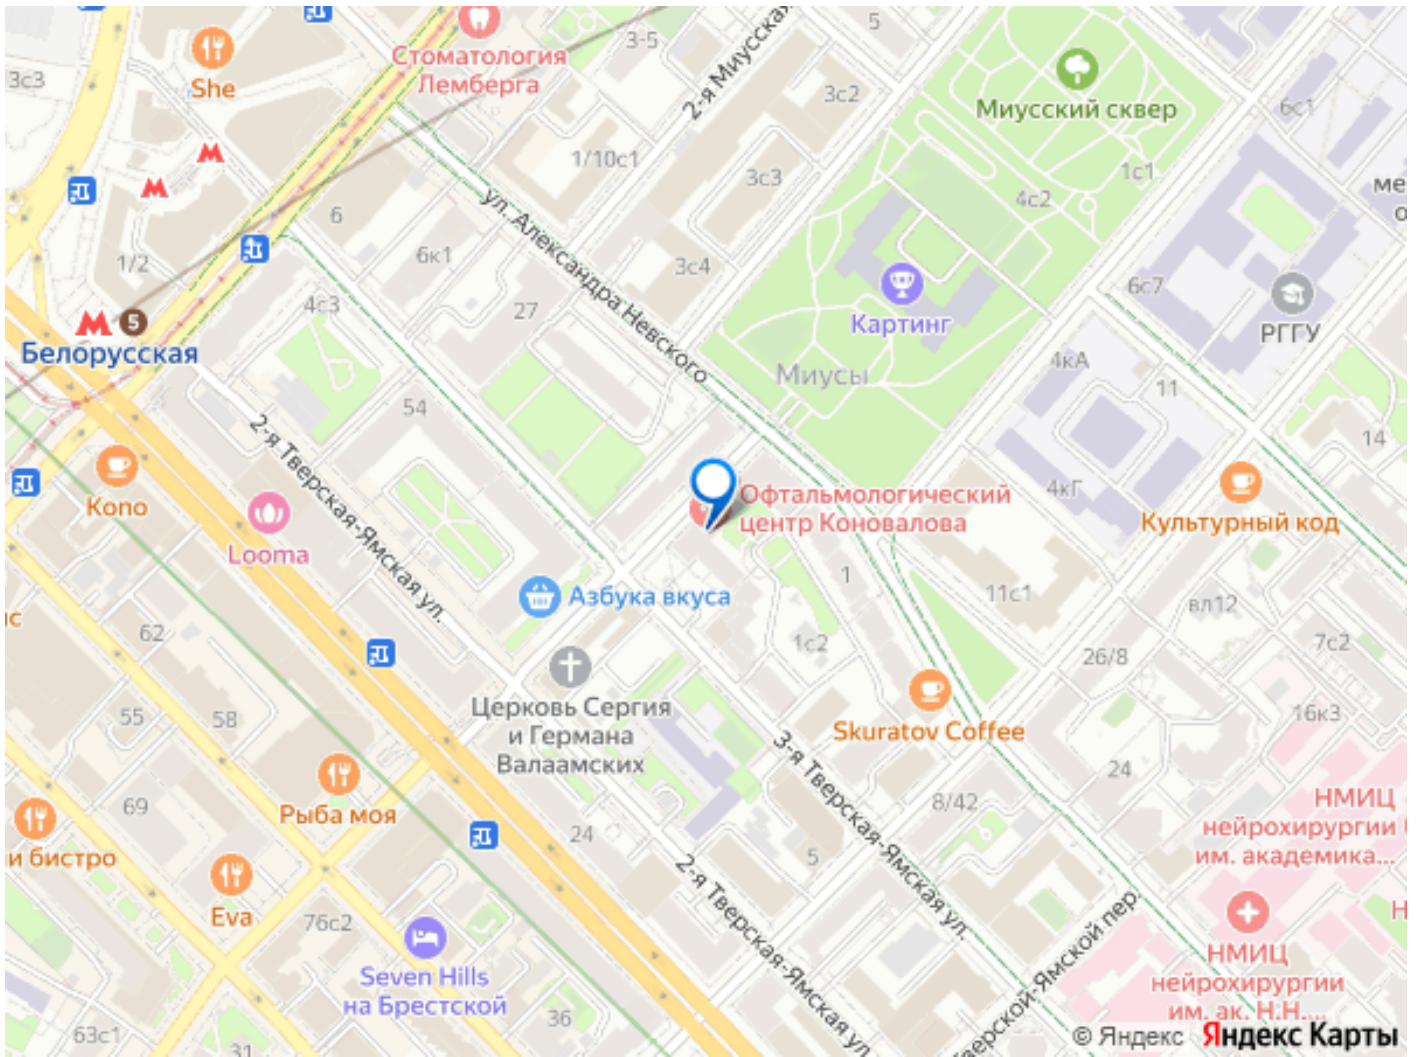 3с3
She
Стоматология
Лемберга
3-5
2-я Миусская
5
3с2
Миусский сквер
6с1
1/10с1
3с3
1с1
4с2
ме
о
ул. Александра Невского
6
6к1
3с4
1/2
4с3
27
Картинг
6с7
РГГУ
5
Белорусская
Миусы
4кА
11
54
14
2-я Тверская-Ямская ул.
Kono
Looma
Офтальмологический
центр Коновалова
4кГ
Культурный код
1
11с1
вл12
Азбука вкуса
ис
62
1с2
26/8
7с2
Церковь Сергия
и Германа
Валаамских
55
58
Skuratov Coffee
16к3
3-я Тверская-Ямская ул.
24
69
Рыба моя
8/42
НМИЦ
нейрохирургии
им. академика...
24
5
и бистро
2-я Тверская-Ямская ул.
Eva
76с2
Seven Hills
на Брестской
Тверской-Ямской пер.
Н
НМИЦ
нейрохирургии
им. ак. Н.Н....
36
63с1
31
© Яндекс Яндекс Карты